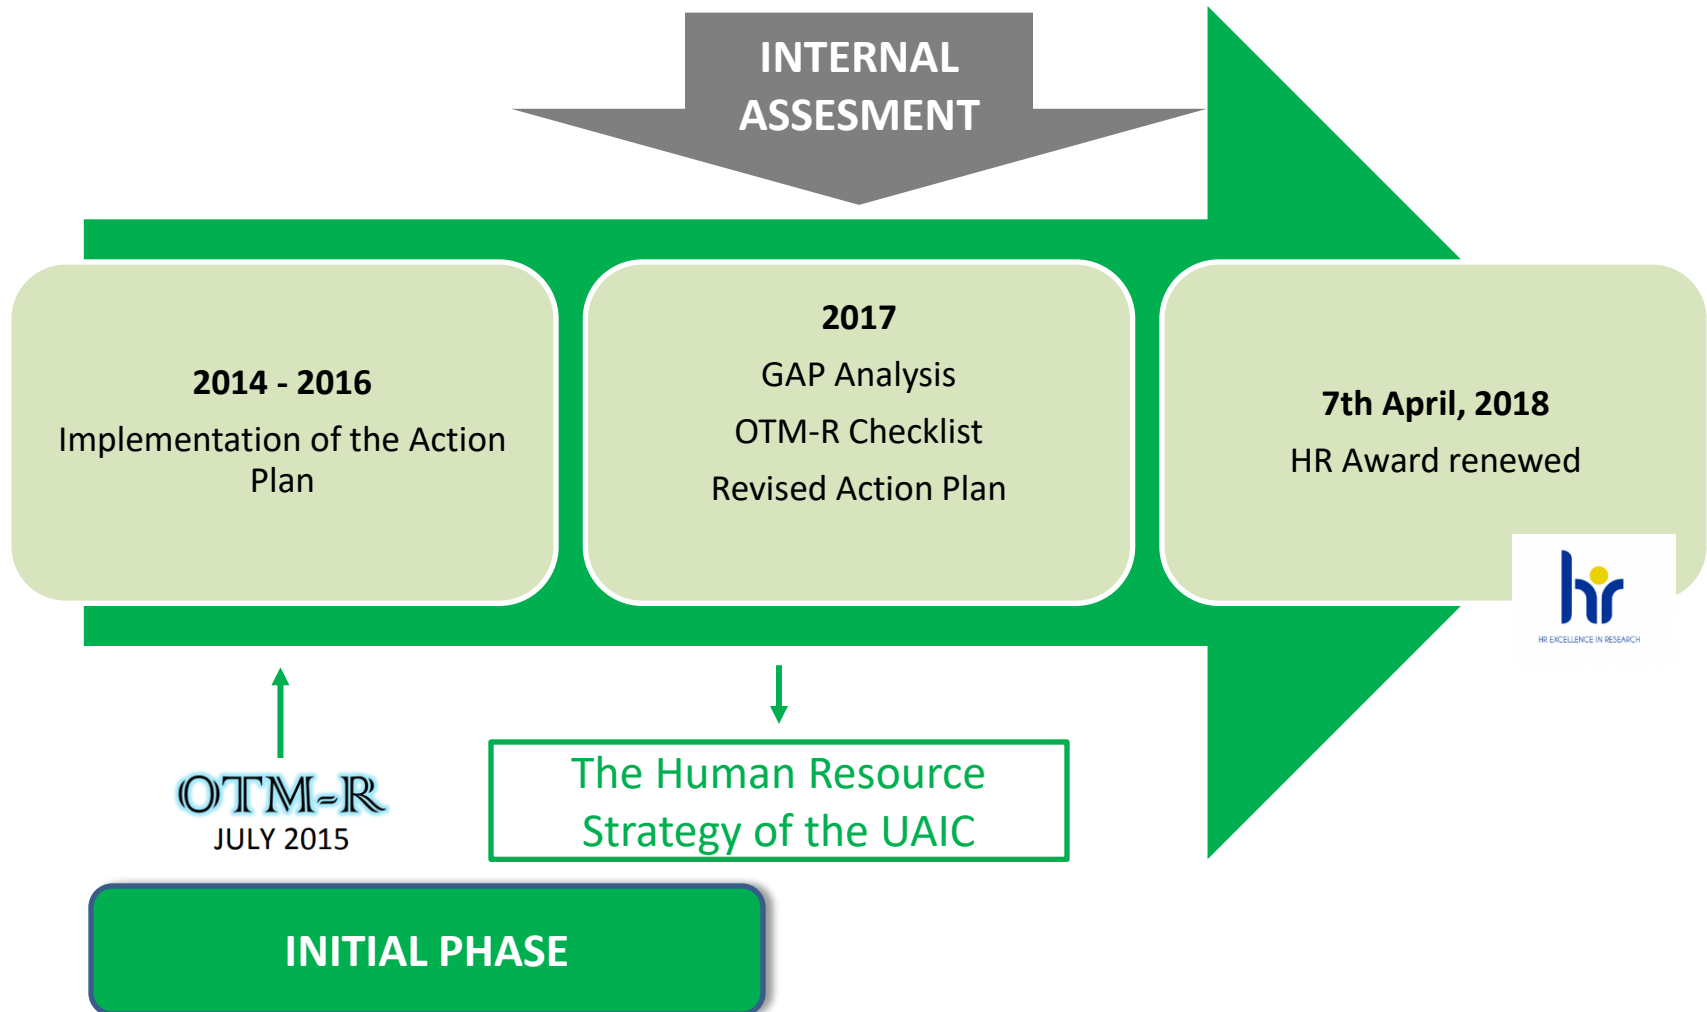 INTERNAL
ASSESMENT
2014 - 2016
Implementation of the Action
Plan
2017
GAP Analysis
OTM-R Checklist
Revised Action Plan
7th April, 2018
HR Award renewed
hr
HR EXCELLENCE IN RESEARCH
OTM-R
JULY 2015
The Human Resource
Strategy of the UAIC
INITIAL PHASE